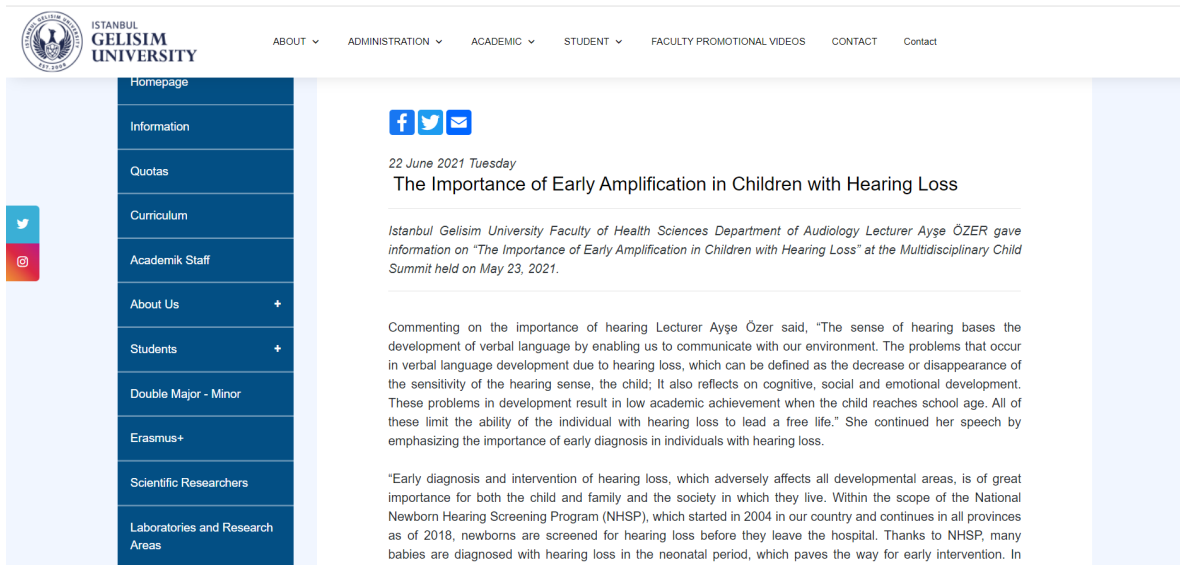 ISTANBUL
GELISIM
UNIVERSITY
ISTANBUL GELISIM UNIVERSITY
EST.2008
ABOUT
ADMINISTRATION
ACADEMIC
STUDENT
FACULTY PROMOTIONAL VIDEOS
CONTACT
Contact
Homepage
Information
Quotas
Curriculum
Academik Staff
About Us +
Students +
Double Major - Minor
Erasmus+
Scientific Researchers
Laboratories and Research
Areas
22 June 2021 Tuesday
The Importance of Early Amplification in Children with Hearing Loss
Istanbul Gelisim University Faculty of Health Sciences Department of Audiology Lecturer Ayşe ÖZER gave
information on “The Importance of Early Amplification in Children with Hearing Loss” at the Multidisciplinary Child
Summit held on May 23, 2021.
Commenting on the importance of hearing Lecturer Ayşe Özer said, “The sense of hearing bases the
development of verbal language by enabling us to communicate with our environment. The problems that occur
in verbal language development due to hearing loss, which can be defined as the decrease or disappearance of
the sensitivity of the hearing sense, the child; It also reflects on cognitive, social and emotional development.
These problems in development result in low academic achievement when the child reaches school age. All of
these limit the ability of the individual with hearing loss to lead a free life.” She continued her speech by
emphasizing the importance of early diagnosis in individuals with hearing loss.
“Early diagnosis and intervention of hearing loss, which adversely affects all developmental areas, is of great
importance for both the child and family and the society in which they live. Within the scope of the National
Newborn Hearing Screening Program (NHSP), which started in 2004 in our country and continues in all provinces
as of 2018, newborns are screened for hearing loss before they leave the hospital. Thanks to NHSP, many
babies are diagnosed with hearing loss in the neonatal period, which paves the way for early intervention. In